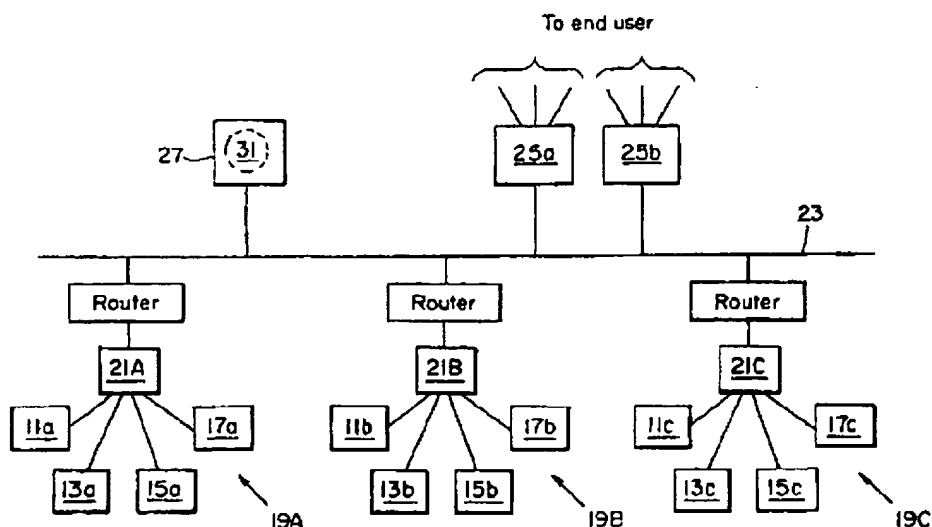 To end user
27
31
25a
25b
23
Router
Router
Router
21A
21B
21C
11a
17a
11b
17b
11c
17c
13a
15a
13b
15b
13c
15c
19A
19B
19C